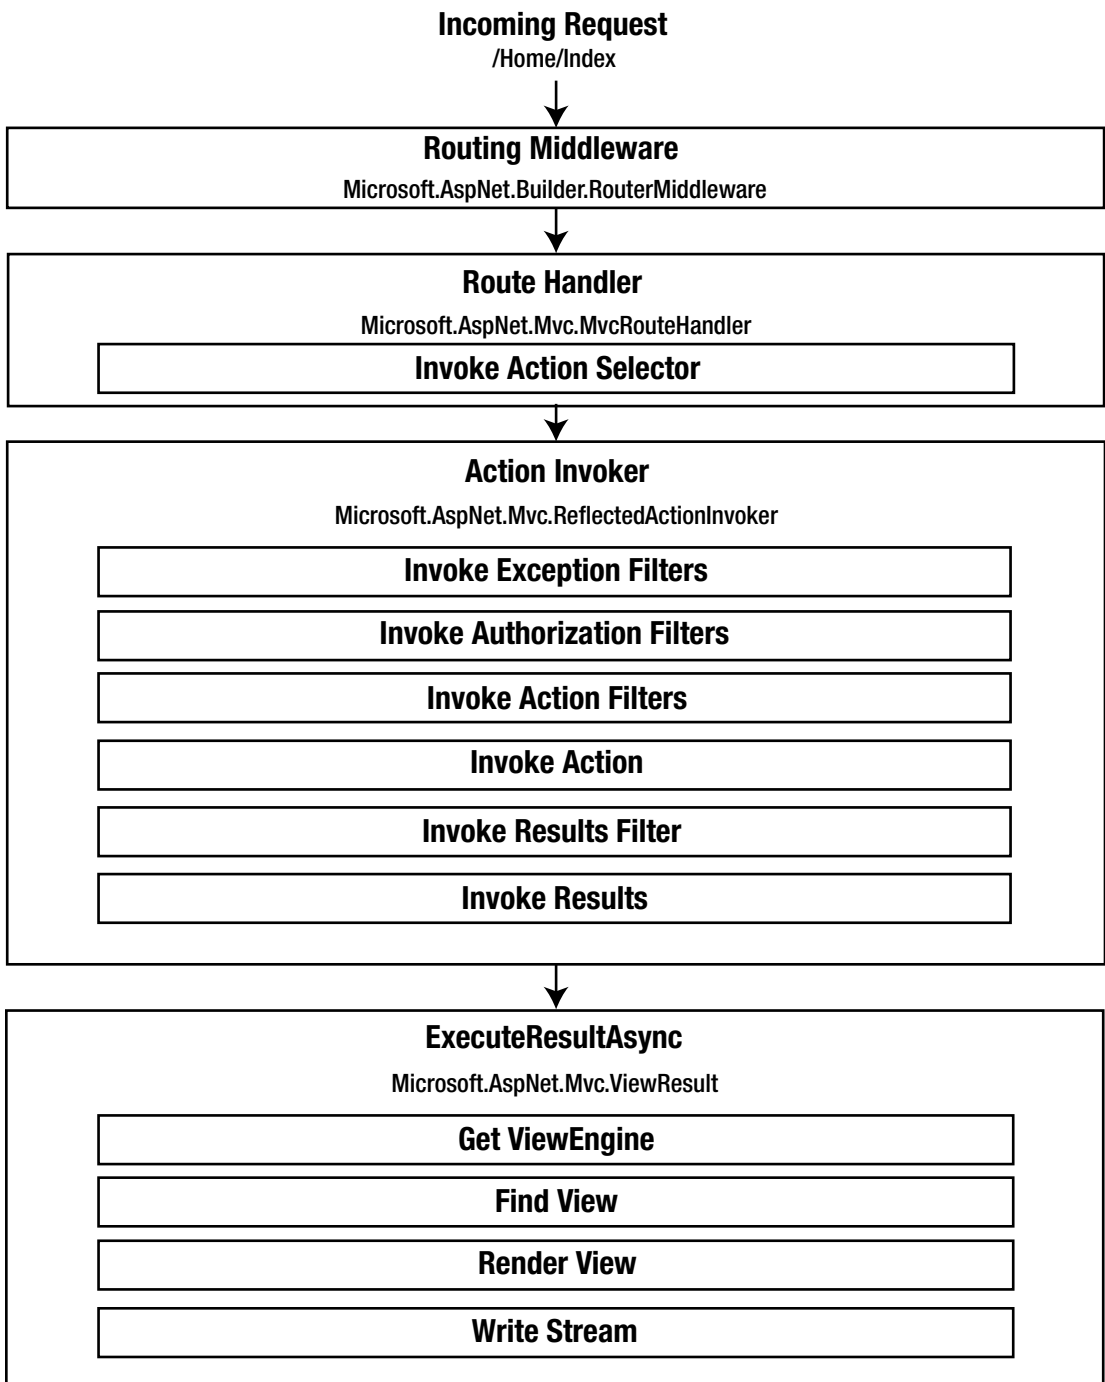 Incoming Request
/Home/Index
Routing Middleware
Microsoft.AspNet.Builder.RouterMiddleware
Route Handler
Microsoft.AspNet.Mvc.MvcRouteHandler
Invoke Action Selector
Action Invoker
Microsoft.AspNet.Mvc.ReflectedActionInvoker
Invoke Exception Filters
Invoke Authorization Filters
Invoke Action Filters
Invoke Action
Invoke Results Filter
Invoke Results
ExecuteResultAsync
Microsoft.AspNet.Mvc.ViewResult
Get ViewEngine
Find View
Render View
Write Stream